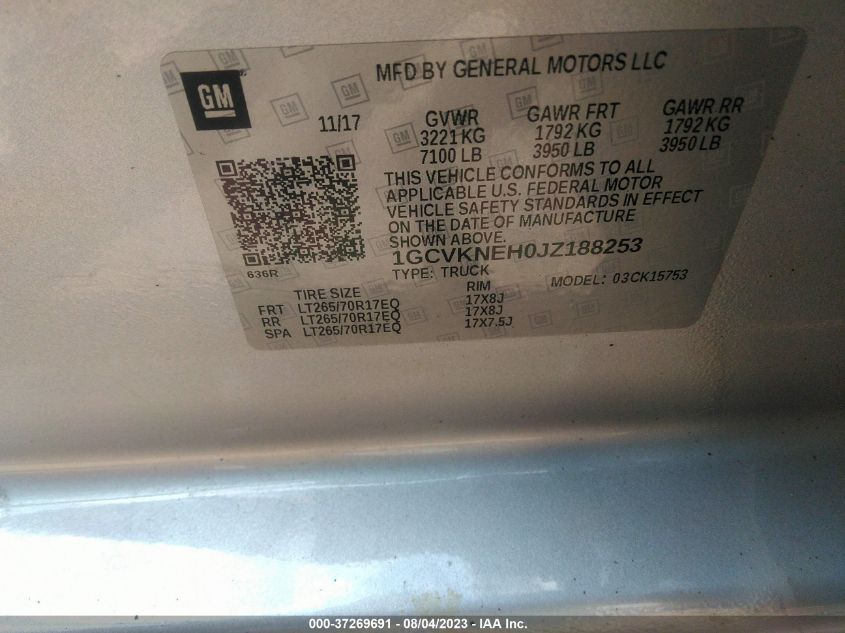 GM
MFD BY GENERAL MOTORS LLC
11/17
GVWR
3221 KG
7100 LB
GAWR FRT
1792 KG
3950 LB
GAWR RR
1792 KG
3950 LB
THIS VEHICLE CONFORMS TO ALL
APPLICABLE U.S. FEDERAL MOTOR
VEHICLE SAFETY STANDARDS IN EFFECT
ON THE DATE OF MANUFACTURE
SHOWN ABOVE.
1GCVKNEH0JZ188253
TYPE: TRUCK
MODEL: 03CK15753
636R
TIRE SIZE RIM
FRT LT265/70R17EQ 17X8J
RR LT265/70R17EQ 17X8J
SPA LT265/70R17EQ 17X7.5J
000-37269691 - 08/04/2023 - IAA Inc.